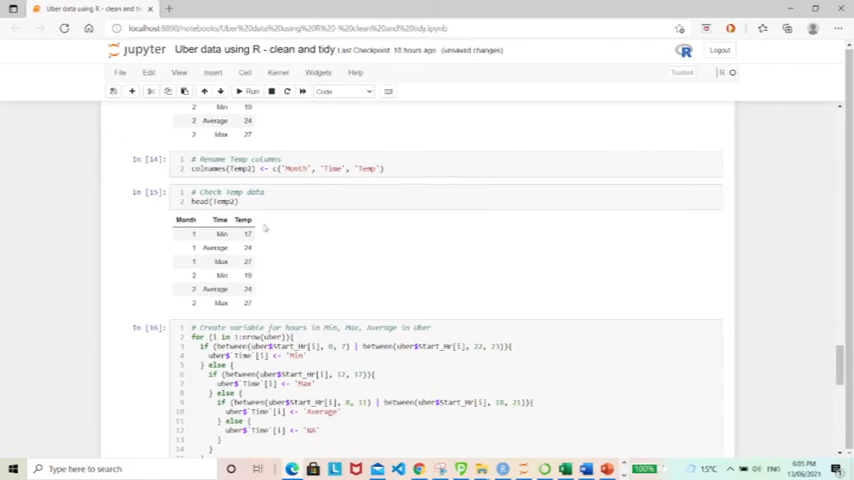 Uber data using R - clean and tidy
localhost:8890/notebooks/Uber%20data%20using%20R%20-%20clean%20and%20tidy.ipynb
jupyter Uber data using R - clean and tidy Last Checkpoint: 18 hours ago (unsaved changes)
Logout
File Edit View Insert Cell Kernel Widgets Help
Trusted
R
Run
Code
2 Min 19
2 Average 24
2 Max 27
In [14]:
1 # Rename Temp columns
2 colnames(Temp2) <- c('Month', 'Time', 'Temp')
In [15]:
1 # Check Temp data
2 head(Temp2)
Month Time Temp
1 Min 17
1 Average 24
1 Max 27
2 Min 19
2 Average 24
2 Max 27
In [16]:
1 # Create variable for hours in Min, Max, Average in Uber
2 for (i in 1:nrow(uber)){
3 if (between(uber$Start_Hr[i], 0, 7) | between(uber$Start_Hr[i], 22, 23)){
4 uber$`Time`[i] <- 'Min'
5 } else {
6 if (between(uber$Start_Hr[i], 12, 17)){
7 uber$`Time`[i] <- 'Max'
8 } else {
9 if (between(uber$Start_Hr[i], 8, 11) | between(uber$Start_Hr[i], 18, 21)){
10 uber$`Time`[i] <- 'Average'
11 } else {
12 uber$`Time`[i] <- 'NA'
13 }
14 }
Type here to search
100%
15°C
ENG
6:05 PM
13/06/2021